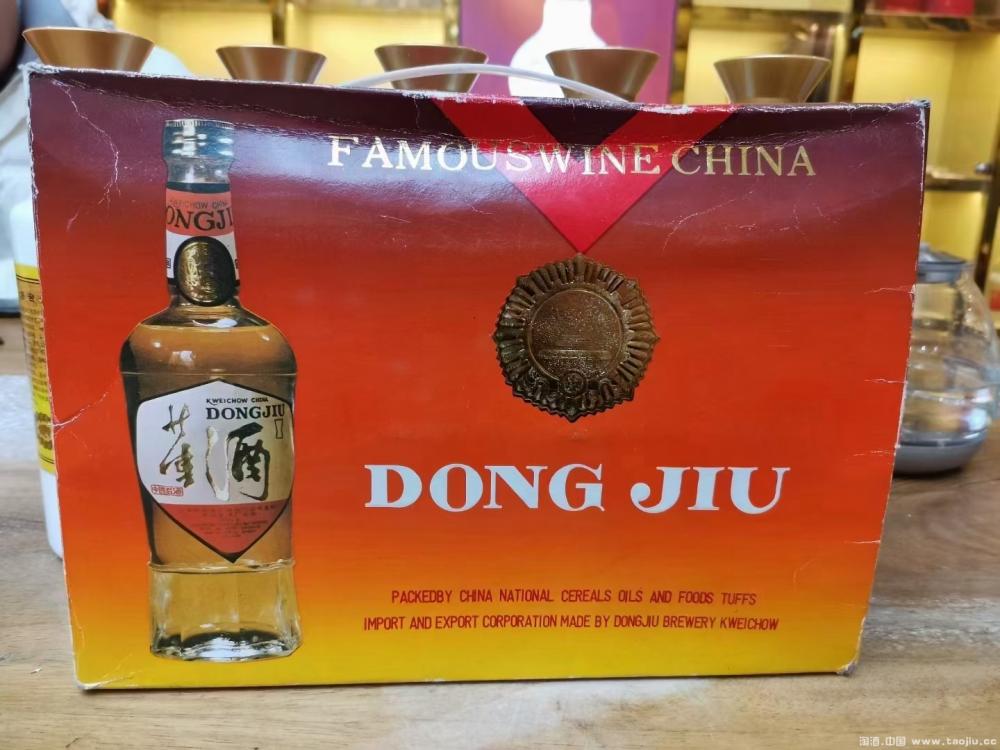 FAMOUSWINE CHINA
KWEICHOW CHINA
DONGJI
KWEICHOW CHINA
DONGJIU
董酒
DONG JIU
PACKEDBY CHINA NATIONAL CEREALS OILS AND FOODS TUFFS
IMPORT AND EXPORT CORPORATION MADE BY DONGJIU BREWERY KWEICHOW
淘酒.中国 www.taojiu.cc